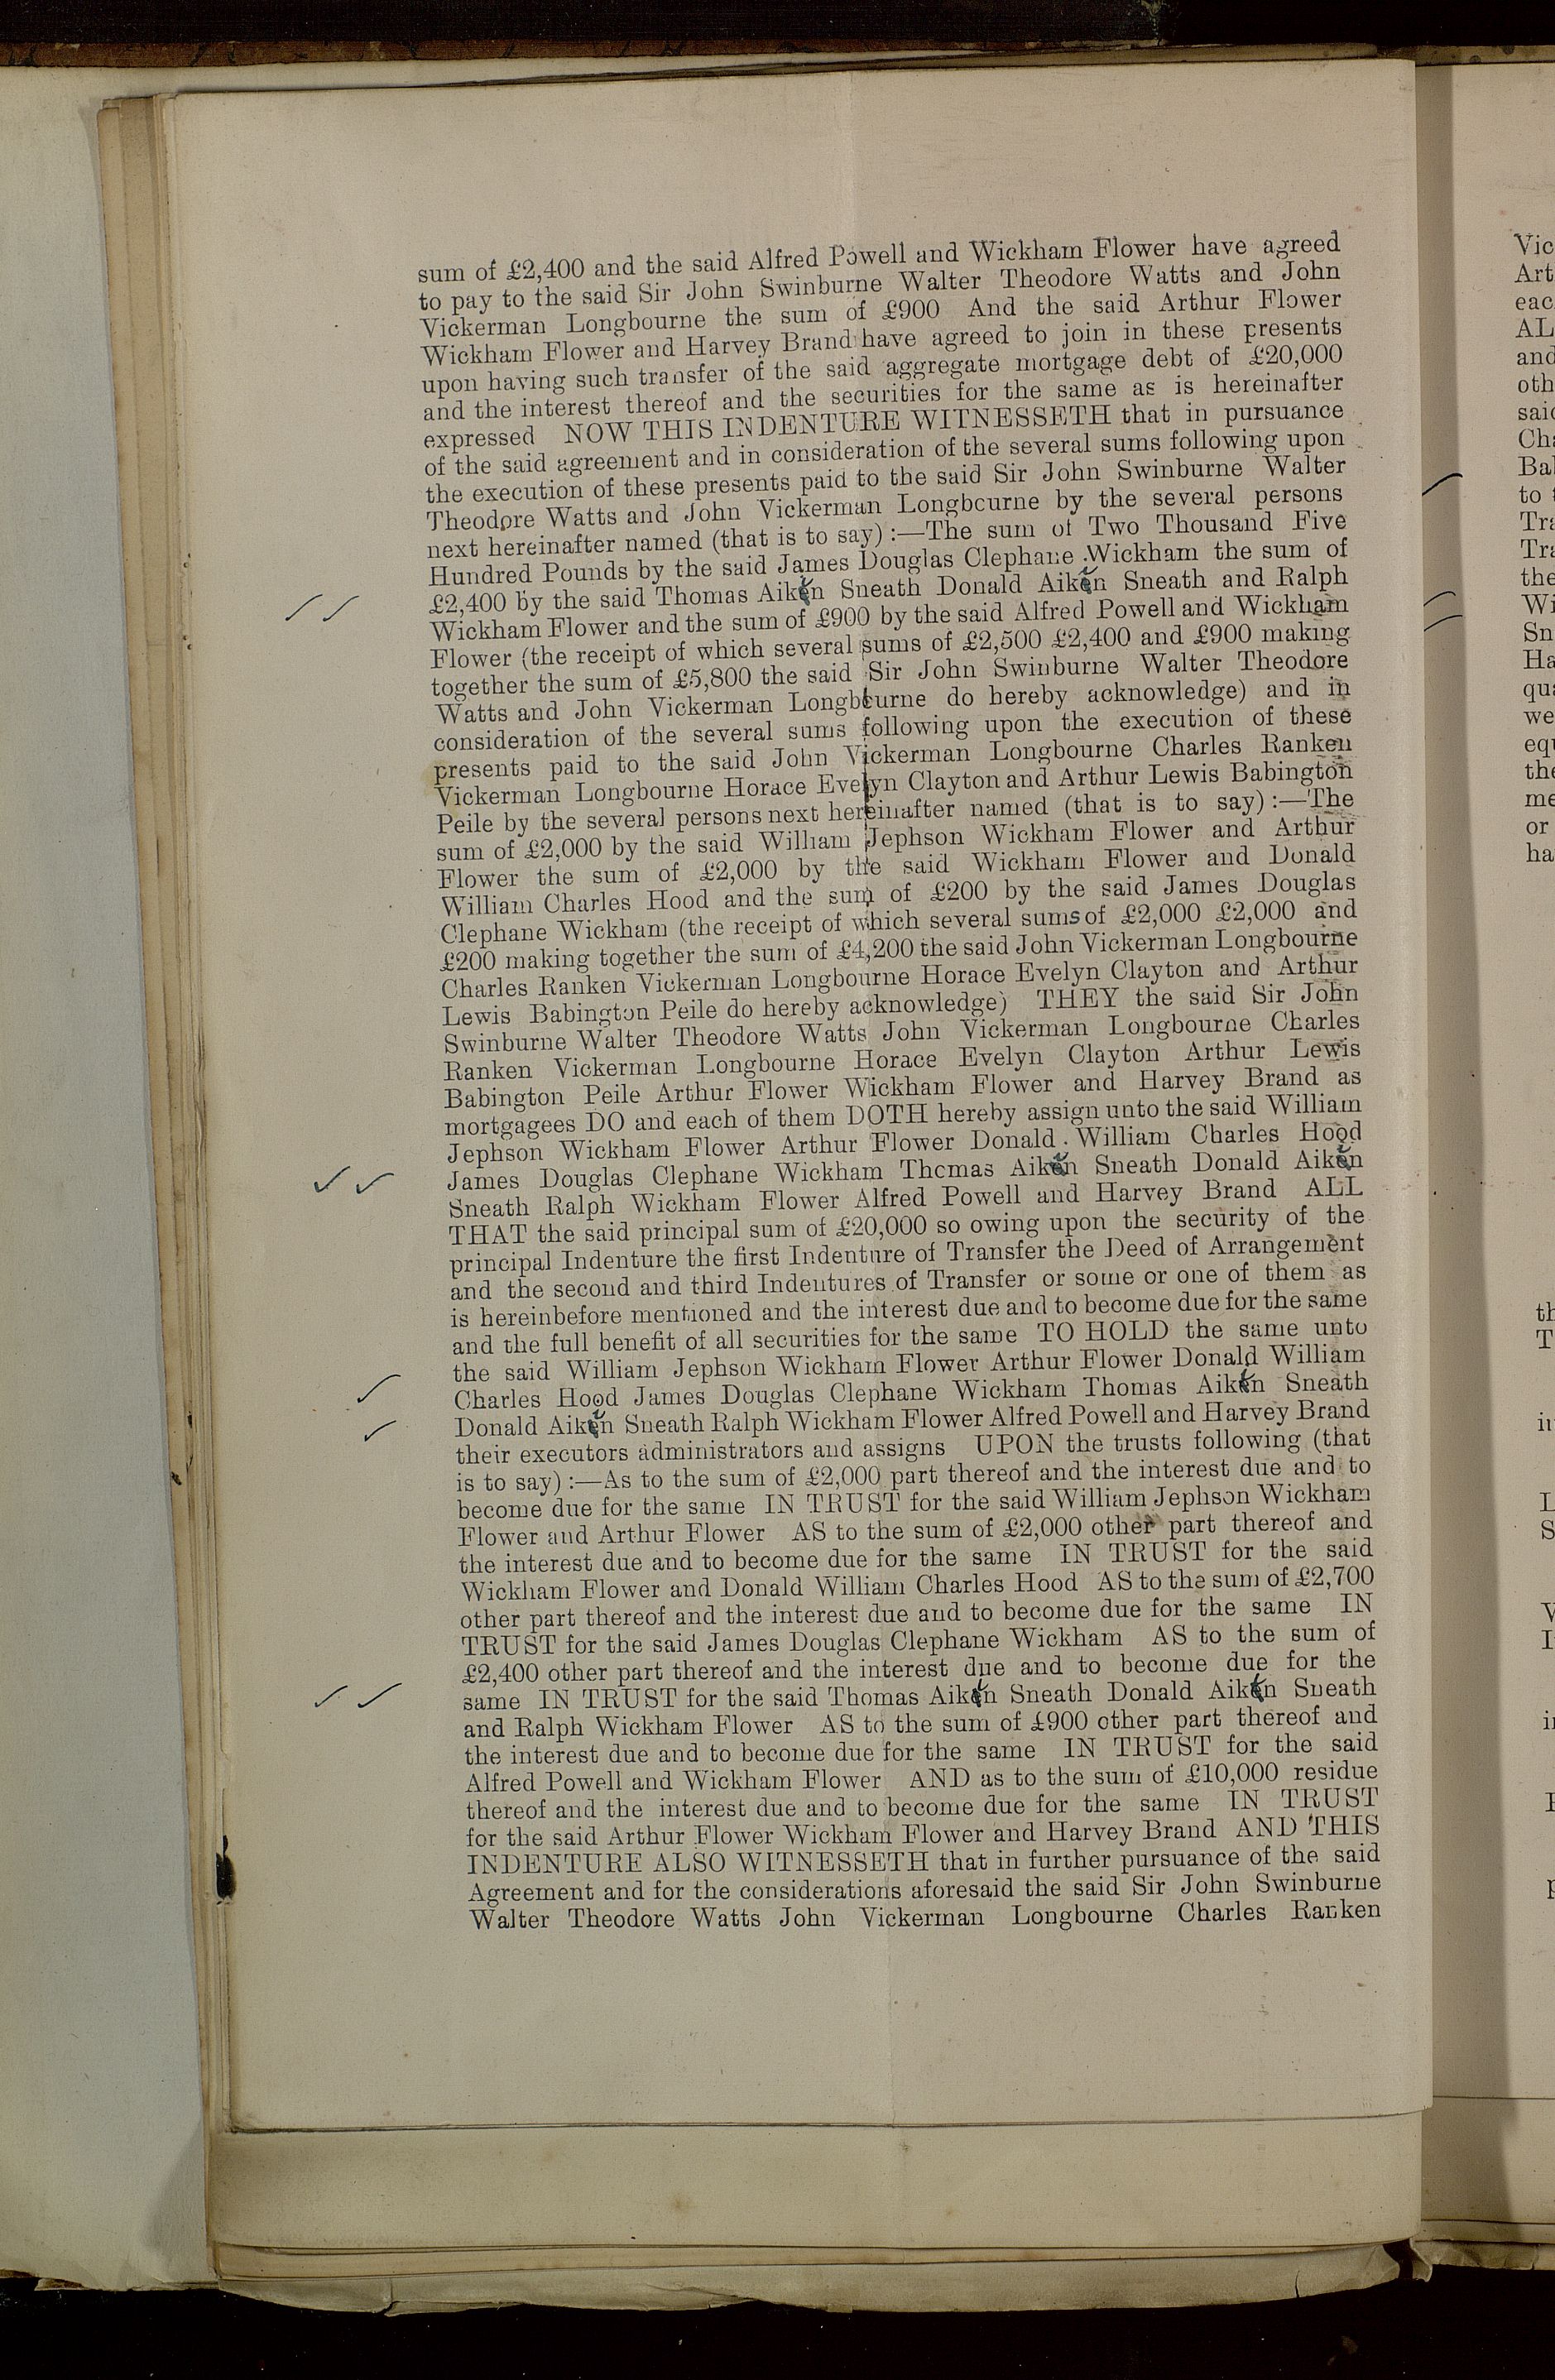 sum of £2,400 and the said Alfred Powell and Wickham Flower have agreed
to pay to the said Sir John Swinburne Walter Theodore Watts and John
Vickerman Longbourne the sum of £900 And the said Arthur Flower
Wickham Flower and Harvey Brand have agreed to join in these presents
upon having such transfer of the said aggregate mortgage debt of £20,000
and the interest thereof and the securities for the same as is hereinafter
expressed NOW THIS INDENTURE WITNESSETH that in pursuance
of the said agreement and in consideration of the several sums following upon
the execution of these presents paid to the said Sir John Swinburne Walter
Theodore Watts and John Vickerman Longbourne by the several persons
next hereinafter named (that is to say):—The sum of Two Thousand Five
Hundred Pounds by the said James Douglas Clephane Wickham the sum of
£2,400 by the said Thomas Aikin Sneath Donald Aikin Sneath and Ralph
Wickham Flower and the sum of £900 by the said Alfred Powell and Wickham
Flower (the receipt of which several sums of £2,500 £2,400 and £900 making
together the sum of £5,800 the said Sir John Swinburne Walter Theodore
Watts and John Vickerman Longbourne do hereby acknowledge) and in
consideration of the several sums following upon the execution of these
presents paid to the said John Vickerman Longbourne Charles Ranken
Vickerman Longbourne Horace Evelyn Clayton and Arthur Lewis Babington
Peile by the several persons next hereinafter named (that is to say):—The
sum of £2,000 by the said William Jephson Wickham Flower and Arthur
Flower the sum of £2,000 by the said Wickham Flower and Donald
William Charles Hood and the sum of £200 by the said James Douglas
Clephane Wickham (the receipt of which several sums of £2,000 £2,000 and
£200 making together the sum of £4,200 the said John Vickerman Longbourne
Charles Ranken Vickerman Longbourne Horace Evelyn Clayton and Arthur
Lewis Babington Peile do hereby acknowledge) THEY the said Sir John
Swinburne Walter Theodore Watts John Vickerman Longbourne Charles
Ranken Vickerman Longbourne Horace Evelyn Clayton Arthur Lewis
Babington Peile Arthur Flower Wickham Flower and Harvey Brand as
mortgagees DO and each of them DOTH hereby assign unto the said William
Jephson Wickham Flower Arthur Flower Donald William Charles Hood
James Douglas Clephane Wickham Thomas Aikin Sneath Donald Aikin
Sneath Ralph Wickham Flower Alfred Powell and Harvey Brand ALL
THAT the said principal sum of £20,000 so owing upon the security of the
principal Indenture the first Indenture of Transfer the Deed of Arrangement
and the second and third Indentures of Transfer or some or one of them as
is hereinbefore mentioned and the interest due and to become due for the same
and the full benefit of all securities for the same TO HOLD the same unto
the said William Jephson Wickham Flower Arthur Flower Donald William
Charles Hood James Douglas Clephane Wickham Thomas Aikin Sneath
Donald Aikin Sneath Ralph Wickham Flower Alfred Powell and Harvey Brand
their executors administrators and assigns UPON the trusts following (that
is to say):—As to the sum of £2,000 part thereof and the interest due and to
become due for the same IN TRUST for the said William Jephson Wickham
Flower and Arthur Flower AS to the sum of £2,000 other part thereof and
the interest due and to become due for the same IN TRUST for the said
Wickham Flower and Donald William Charles Hood AS to the sum of £2,700
other part thereof and the interest due and to become due for the same IN
TRUST for the said James Douglas Clephane Wickham AS to the sum of
£2,400 other part thereof and the interest due and to become due for the
same IN TRUST for the said Thomas Aikin Sneath Donald Aikin Sneath
and Ralph Wickham Flower AS to the sum of £900 other part thereof and
the interest due and to become due for the same IN TRUST for the said
Alfred Powell and Wickham Flower AND as to the sum of £10,000 residue
thereof and the interest due and to become due for the same IN TRUST
for the said Arthur Flower Wickham Flower and Harvey Brand AND THIS
INDENTURE ALSO WITNESSETH that in further pursuance of the said
Agreement and for the considerations aforesaid the said Sir John Swinburne
Walter Theodore Watts John Vickerman Longbourne Charles Ranken